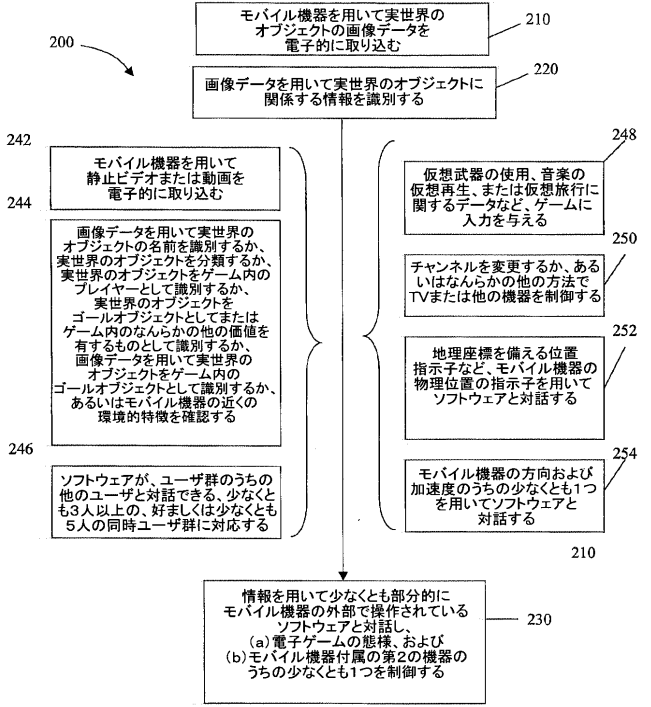 モバイル機器を用いて実世界の
オブジェクトの画像データを
電子的に取り込む
210
200
画像データを用いて実世界のオブジェクトに
関係する情報を識別する
220
242
モバイル機器を用いて
静止ビデオまたは動画を
電子的に取り込む
244
画像データを用いて実世界の
オブジェクトの名前を識別するか、
実世界のオブジェクトを分類するか、
実世界のオブジェクトをゲーム内の
プレイヤーとして識別するか、
実世界のオブジェクトを
ゴールオブジェクトとしてまたは
ゲーム内のなんらかの他の価値を
有するものとして識別するか、
画像データを用いて実世界の
オブジェクトをゲーム内の
ゴールオブジェクトとして識別するか、
あるいはモバイル機器の近くの
環境的特徴を確認する
246
ソフトウェアが、ユーザ群のうちの
他のユーザと対話できる、少なくと
も3人以上の、好ましくは少なくとも
5人の同時ユーザ群に対応する
248
仮想武器の使用、音楽の
仮想再生、または仮想旅行に
関するデータなど、ゲームに
入力を与える
250
チャンネルを変更するか、ある
いはなんらかの他の方法で
TVまたは他の機器を制御する
252
地理座標を備える位置
指示子など、モバイル機器の
物理位置の指示子を用いて
ソフトウェアと対話する
254
モバイル機器の方向および
加速度のうちの少なくとも1つ
を用いてソフトウェアと
対話する
210
情報を用いて少なくとも部分的に
モバイル機器の外部で操作されている
ソフトウェアと対話し、
(a)電子ゲームの態様、および
(b)モバイル機器付属の第2の機器の
うちの少なくとも1つを制御する
230